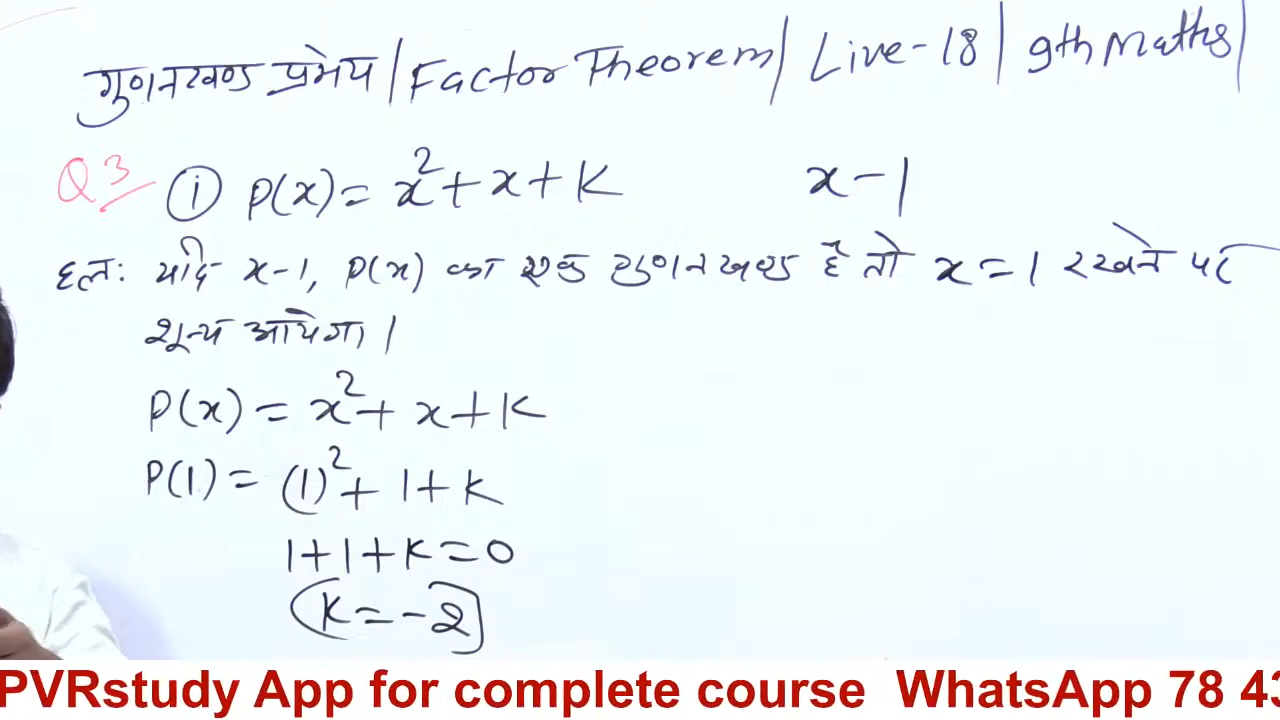 गुणनखण्ड प्रमेय | Factor Theorem | Live-18 | 9th Maths |
Q3 (i) P(x) = x² + x + K x - 1
हल: यदि x-1, P(x) का एक गुणनखण्ड है तो x = 1 रखने पर
शून्य आयेगा |
P(x) = x² + x + K
P(1) = (1)² + 1 + K
1 + 1 + K = 0
K = -2
PVRstudy App for complete course WhatsApp 78 43